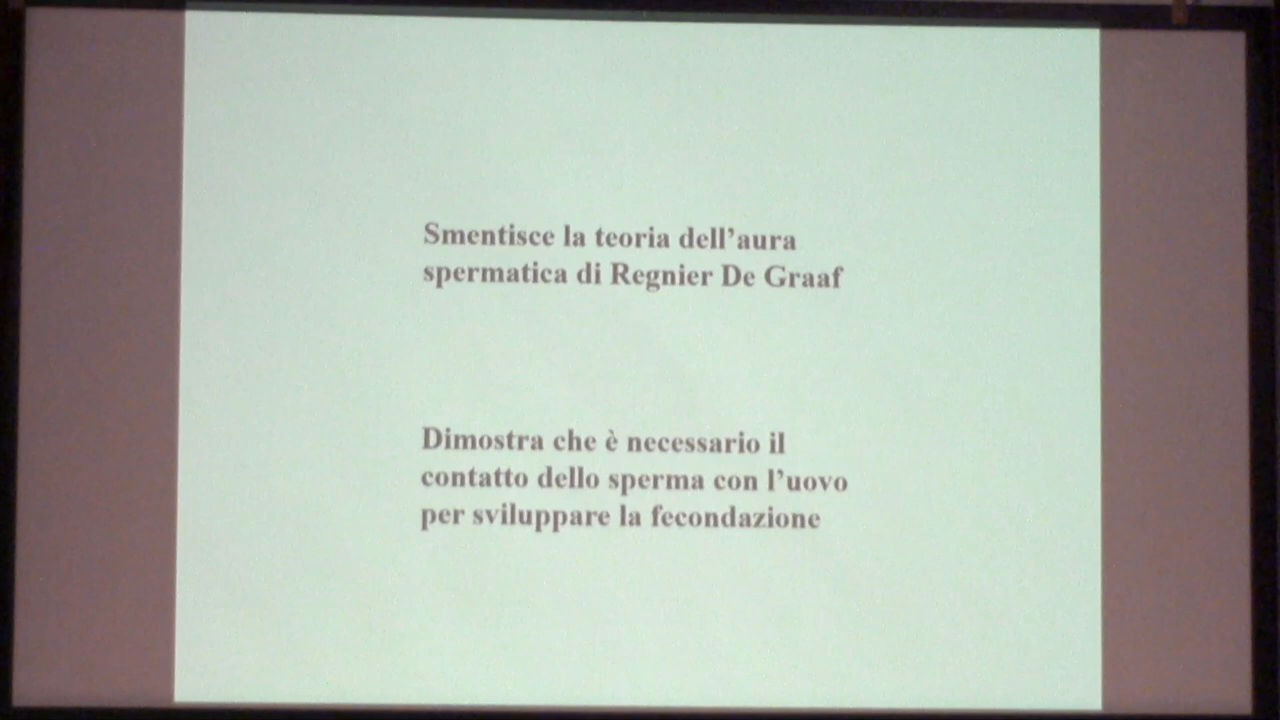 Smentisce la teoria dell’aura
spermatica di Regnier De Graaf
Dimostra che è necessario il
contatto dello sperma con l’uovo
per sviluppare la fecondazione